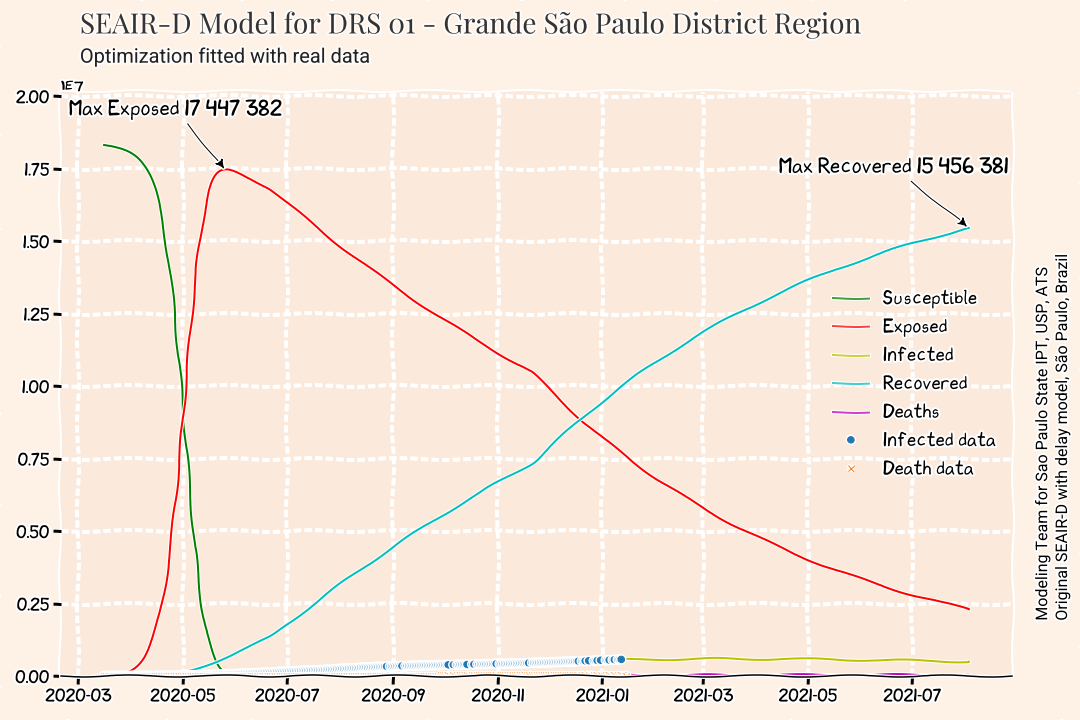 SEAIR-D Model for DRS 01 - Grande São Paulo District Region
Optimization fitted with real data
1E7
Max Exposed 17 447 382
Max Recovered 15 456 381
2.00
1.75
1.50
1.25
1.00
0.75
0.50
0.25
0.00
Susceptible
Exposed
Infected
Recovered
Deaths
Infected data
Death data
2020-03 2020-05 2020-07 2020-09 2020-11 2021-01 2021-03 2021-05 2021-07
Modeling Team for Sao Paulo State IPT, USP, ATS
Original SEAIR-D with delay model, São Paulo, Brazil